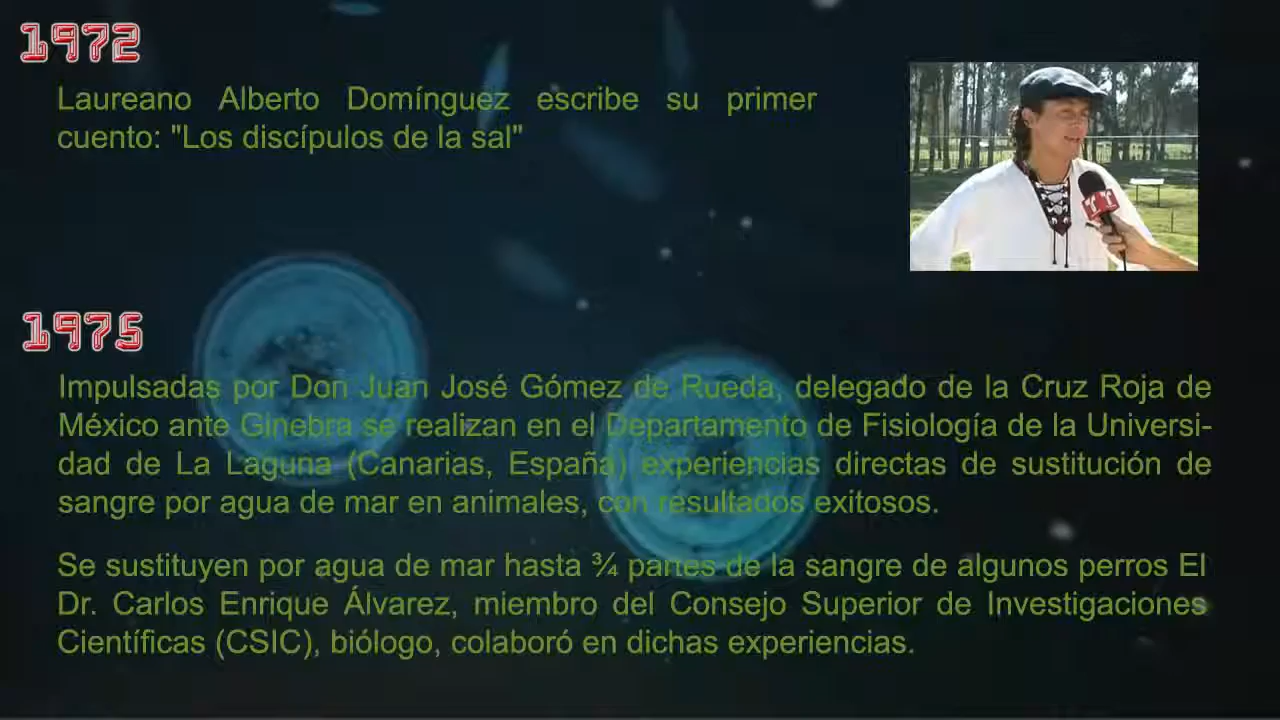 1972
Laureano Alberto Domínguez escribe su primer
cuento: "Los discípulos de la sal"
1975
Impulsadas por Don Juan José Gómez de Rueda, delegado de la Cruz Roja de
México ante Ginebra se realizan en el Departamento de Fisiología de la Universi-
dad de La Laguna (Canarias, España) experiencias directas de sustitución de
sangre por agua de mar en animales, con resultados exitosos.
Se sustituyen por agua de mar hasta ¾ partes de la sangre de algunos perros El
Dr. Carlos Enrique Álvarez, miembro del Consejo Superior de Investigaciones
Científicas (CSIC), biólogo, colaboró en dichas experiencias.